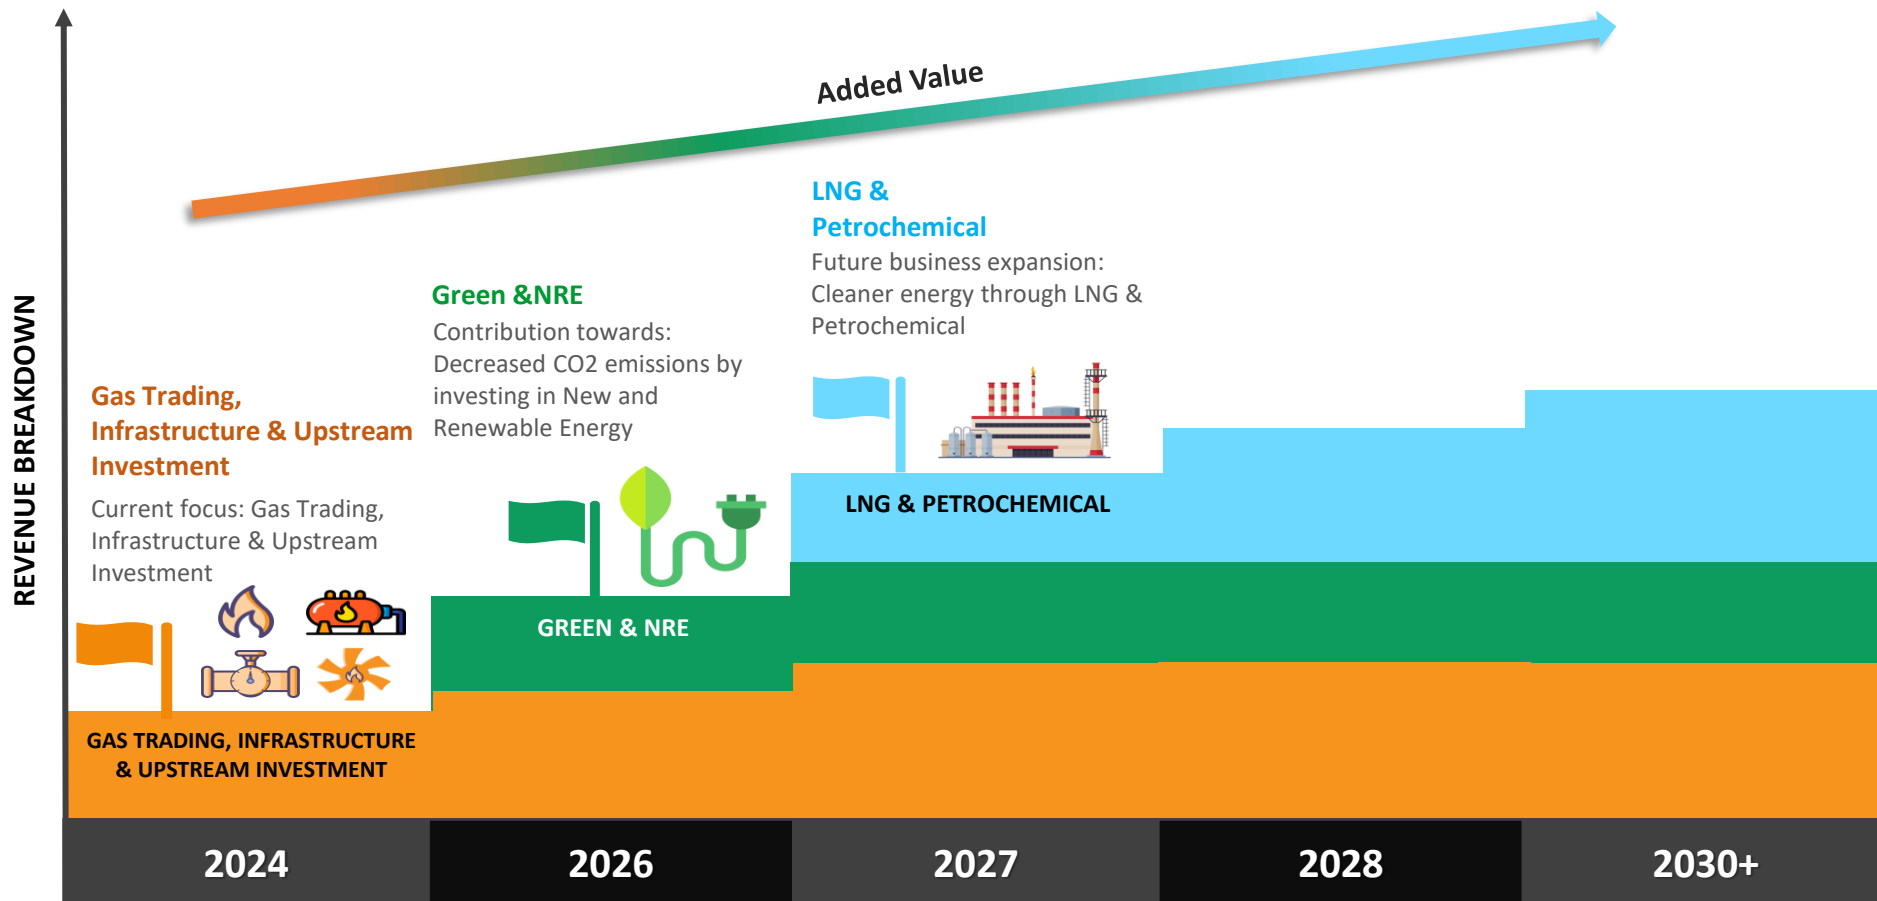 Added Value
REVENUE BREAKDOWN
LNG &
Petrochemical
Future business expansion:
Cleaner energy through LNG &
Petrochemical
Green &NRE
Contribution towards:
Decreased CO2 emissions by
investing in New and
Renewable Energy
Gas Trading,
Infrastructure & Upstream
Investment
Current focus: Gas Trading,
Infrastructure & Upstream
Investment
LNG & PETROCHEMICAL
GREEN & NRE
GAS TRADING, INFRASTRUCTURE
& UPSTREAM INVESTMENT
2024
2026
2027
2028
2030+